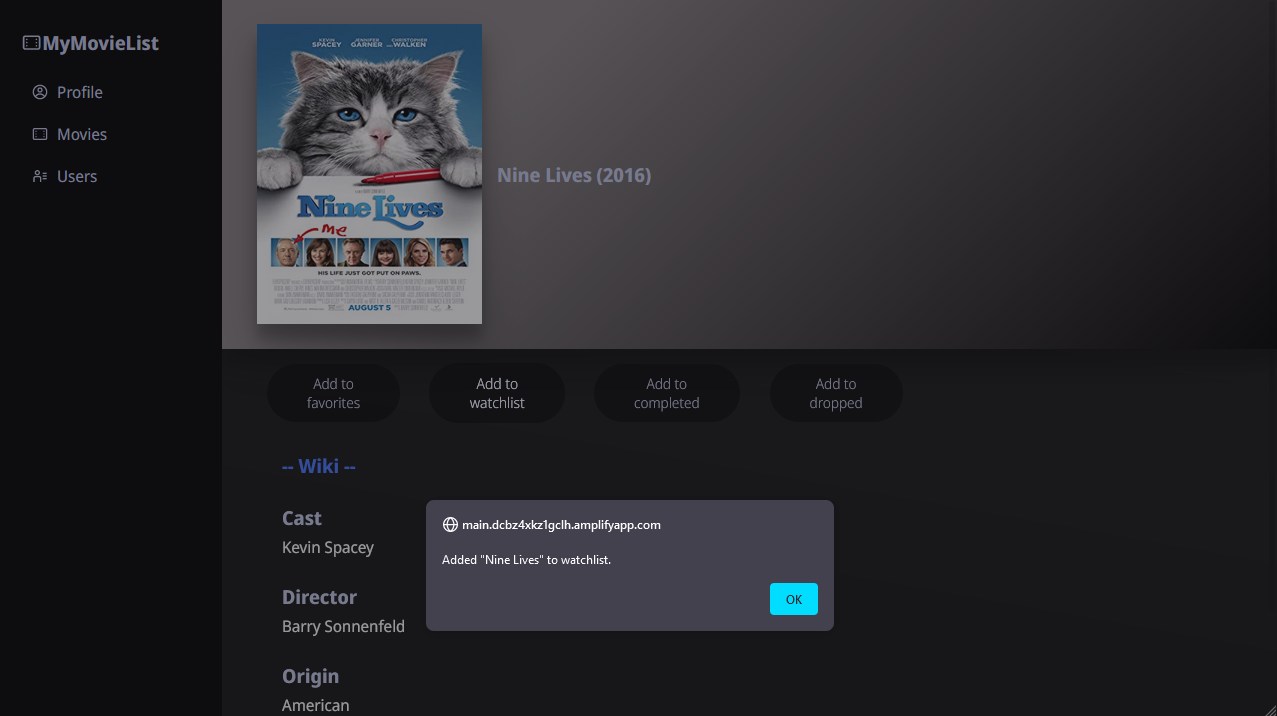 MyMovieList
Profile
Movies
Users
KEVIN SPACEY JENNIFER GARNER AND CHRISTOPHER WALKEN
Nine Lives
Me
HIS LIFE JUST GOT PUT ON PAWS.
AUGUST 5
Nine Lives (2016)
Add to
favorites
Add to
watchlist
Add to
completed
Add to
dropped
-- Wiki --
Cast
Kevin Spacey
Director
Barry Sonnenfeld
Origin
American
main.dcbz4xkz1gclh.amplifyapp.com
Added "Nine Lives" to watchlist.
OK